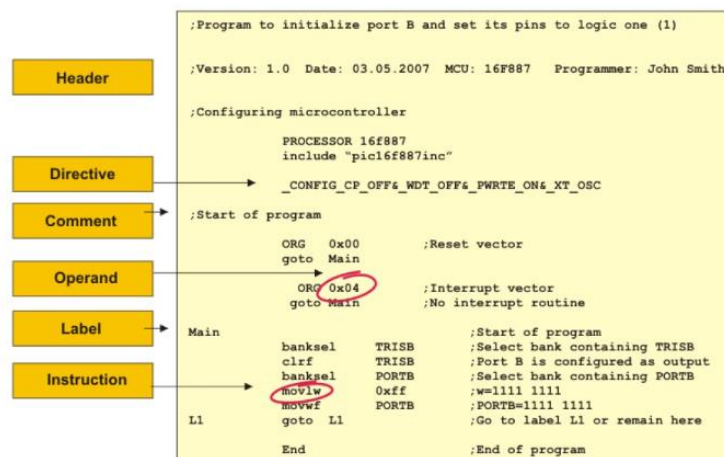 Header
Directive
Comment
Operand
Label
Instruction
;Program to initialize port B and set its pins to logic one (1)
;Version: 1.0 Date: 03.05.2007 MCU: 16F887 Programmer: John Smith
;Configuring microcontroller
PROCESSOR 16f887
include "pic16f887inc"
_CONFIG_CP_OFF&_WDT_OFF&_PWRTE_ON&_XT_OSC
;Start of program
ORG 0x00 ;Reset vector
goto Main
ORG 0x04 ;Interrupt vector
goto Main ;No interrupt routine
Main ;Start of program
banksel TRISB ;Select bank containing TRISB
clrf TRISB ;Port B is configured as output
banksel PORTB ;Select bank containing PORTB
movlw 0xff ;w=1111 1111
movwf PORTB ;PORTB=1111 1111
L1 goto L1 ;Go to label L1 or remain here
End ;End of program